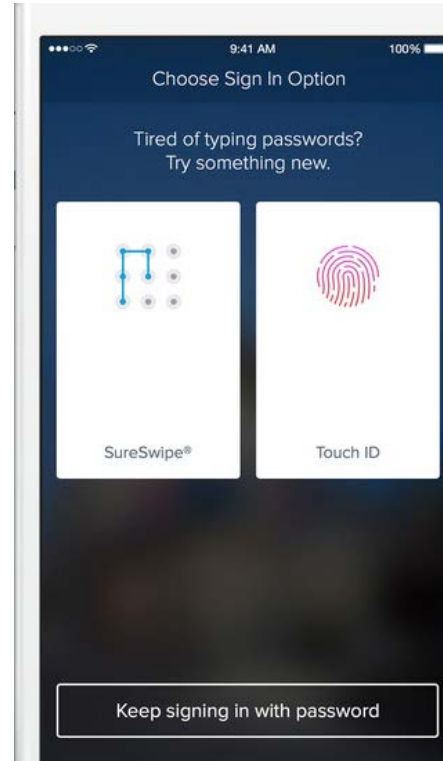 9:41 AM 100%
Choose Sign In Option
Tired of typing passwords?
Try something new.
SureSwipe® Touch ID
Keep signing in with password